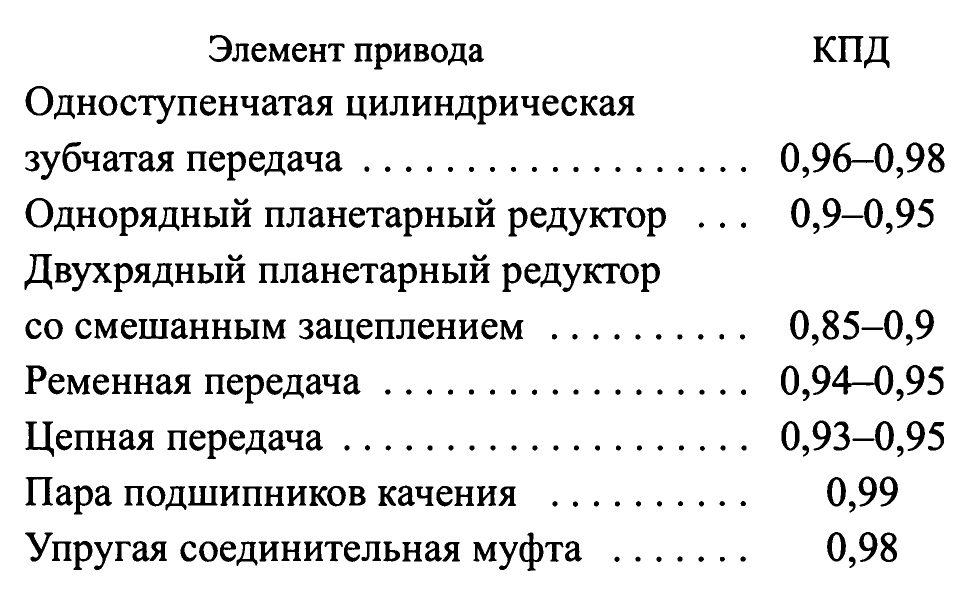 Элемент привода КПД
Одноступенчатая цилиндрическая
зубчатая передача . . . . . . . . . . . . . . . . . . . 0,96–0,98
Однорядный планетарный редуктор . . . 0,9–0,95
Двухрядный планетарный редуктор
со смешанным зацеплением . . . . . . . . . . 0,85–0,9
Ременная передача . . . . . . . . . . . . . . . . . . 0,94–0,95
Цепная передача . . . . . . . . . . . . . . . . . . . . 0,93–0,95
Пара подшипников качения . . . . . . . . . . 0,99
Упругая соединительная муфта . . . . . . . 0,98